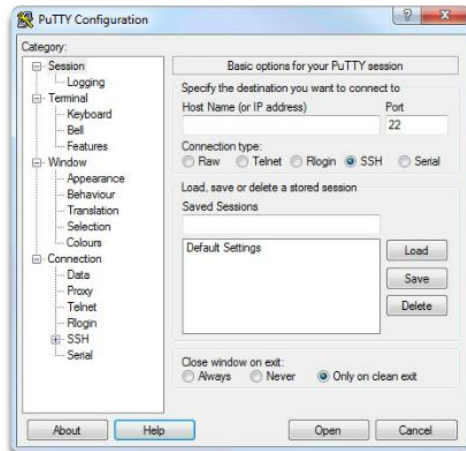 PuTTY Configuration
Category:
Session
Logging
Terminal
Keyboard
Bell
Features
Window
Appearance
Behaviour
Translation
Selection
Colours
Connection
Data
Proxy
Telnet
Rlogin
SSH
Serial
Basic options for your PuTTY session
Specify the destination you want to connect to
Host Name (or IP address) Port
22
Connection type:
Raw Telnet Rlogin SSH Serial
Load, save or delete a stored session
Saved Sessions
Default Settings
Load
Save
Delete
Close window on exit:
Always Never Only on clean exit
About Help Open Cancel